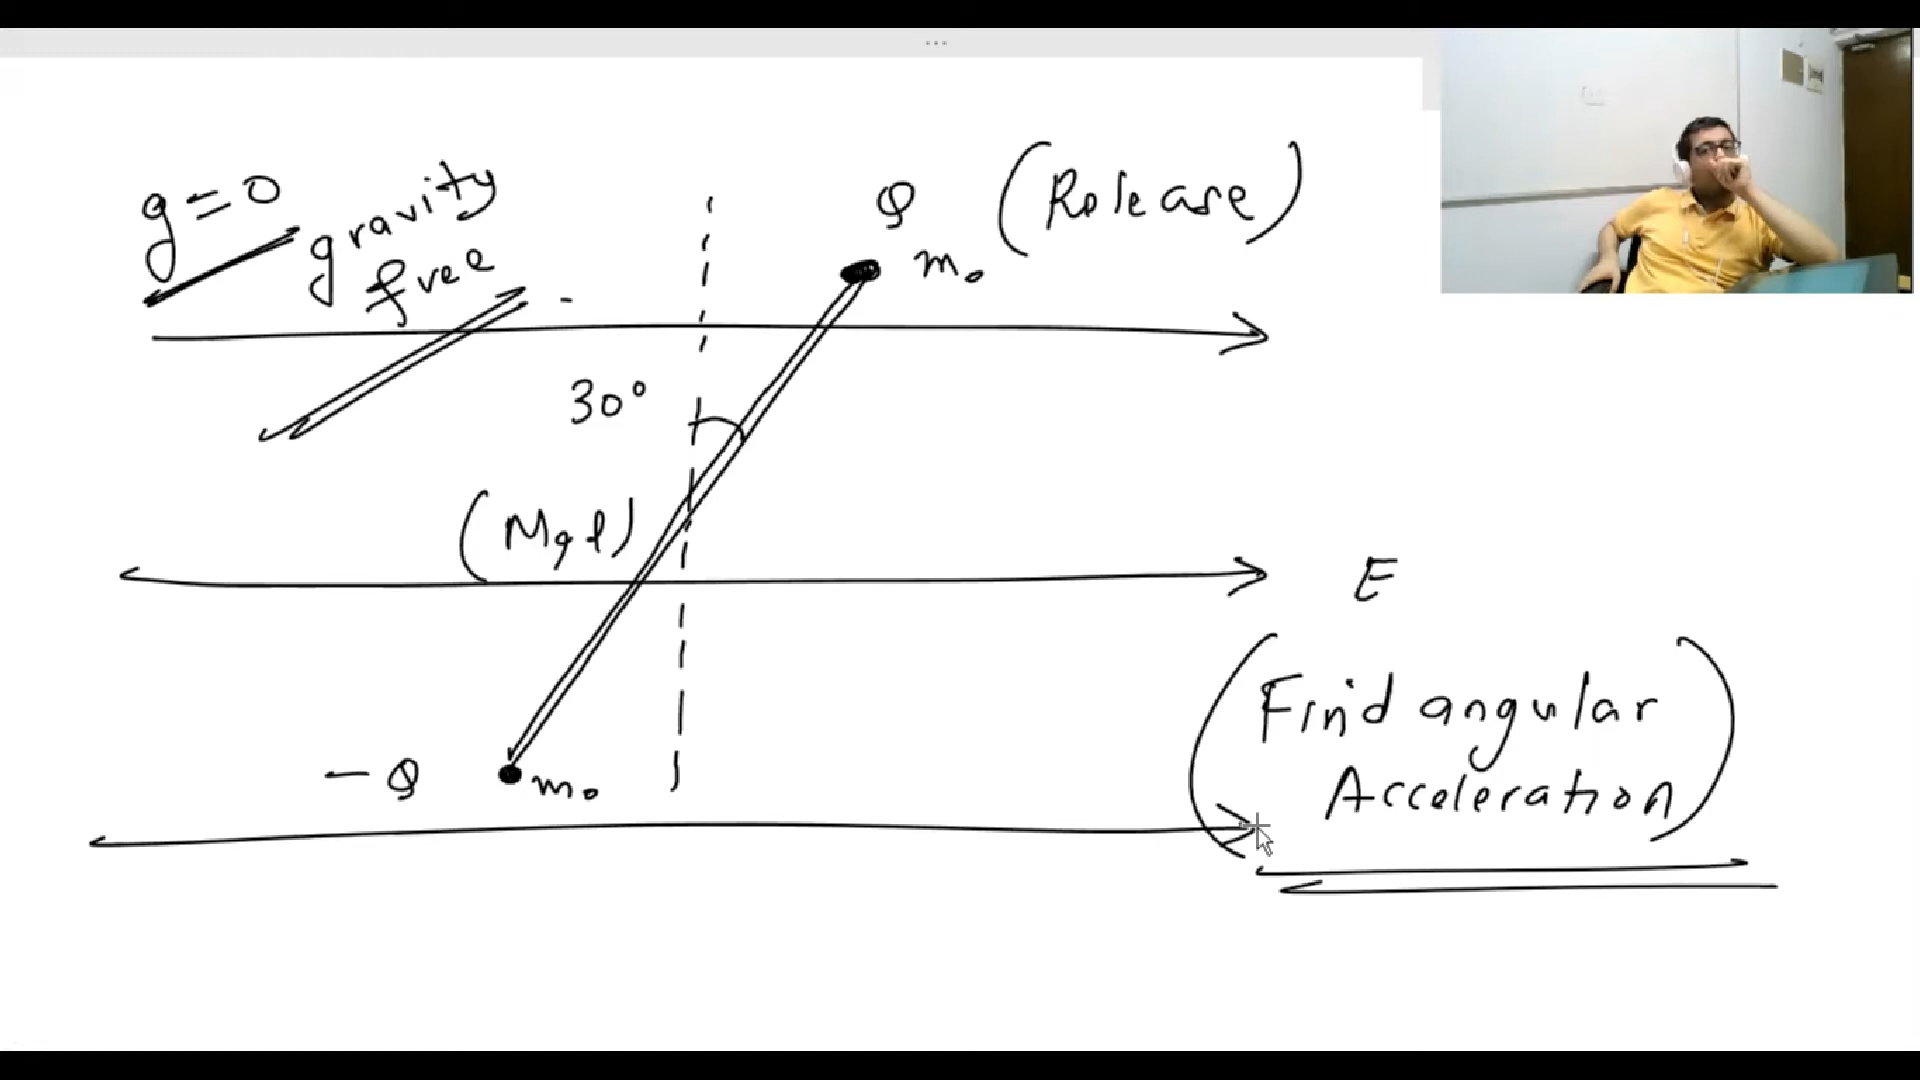 g = 0
gravity
free
Q (Release)
m₀
30°
(M, l)
E
(Find angular
Acceleration)
- Q
m₀